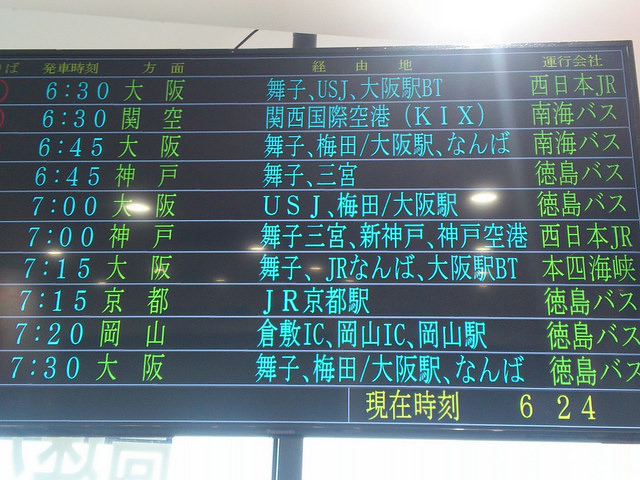 ば 発車時刻 方面 経由地 運行会社
6:30 大阪 舞子、USJ、大阪駅BT 西日本JR
6:30 関空 関西国際空港（KIX） 南海バス
6:45 大阪 舞子、梅田/大阪駅、なんば 南海バス
6:45 神戸 舞子、三宮 徳島バス
7:00 大阪 USJ、梅田/大阪駅 徳島バス
7:00 神戸 舞子三宮、新神戸、神戸空港 西日本JR
7:15 大阪 舞子、JRなんば、大阪駅BT 本四海峡
7:15 京都 JR京都駅 徳島バス
7:20 岡山 倉敷IC、岡山IC、岡山駅 徳島バス
7:30 大阪 舞子、梅田/大阪駅、なんば 徳島バス
現在時刻 6 24